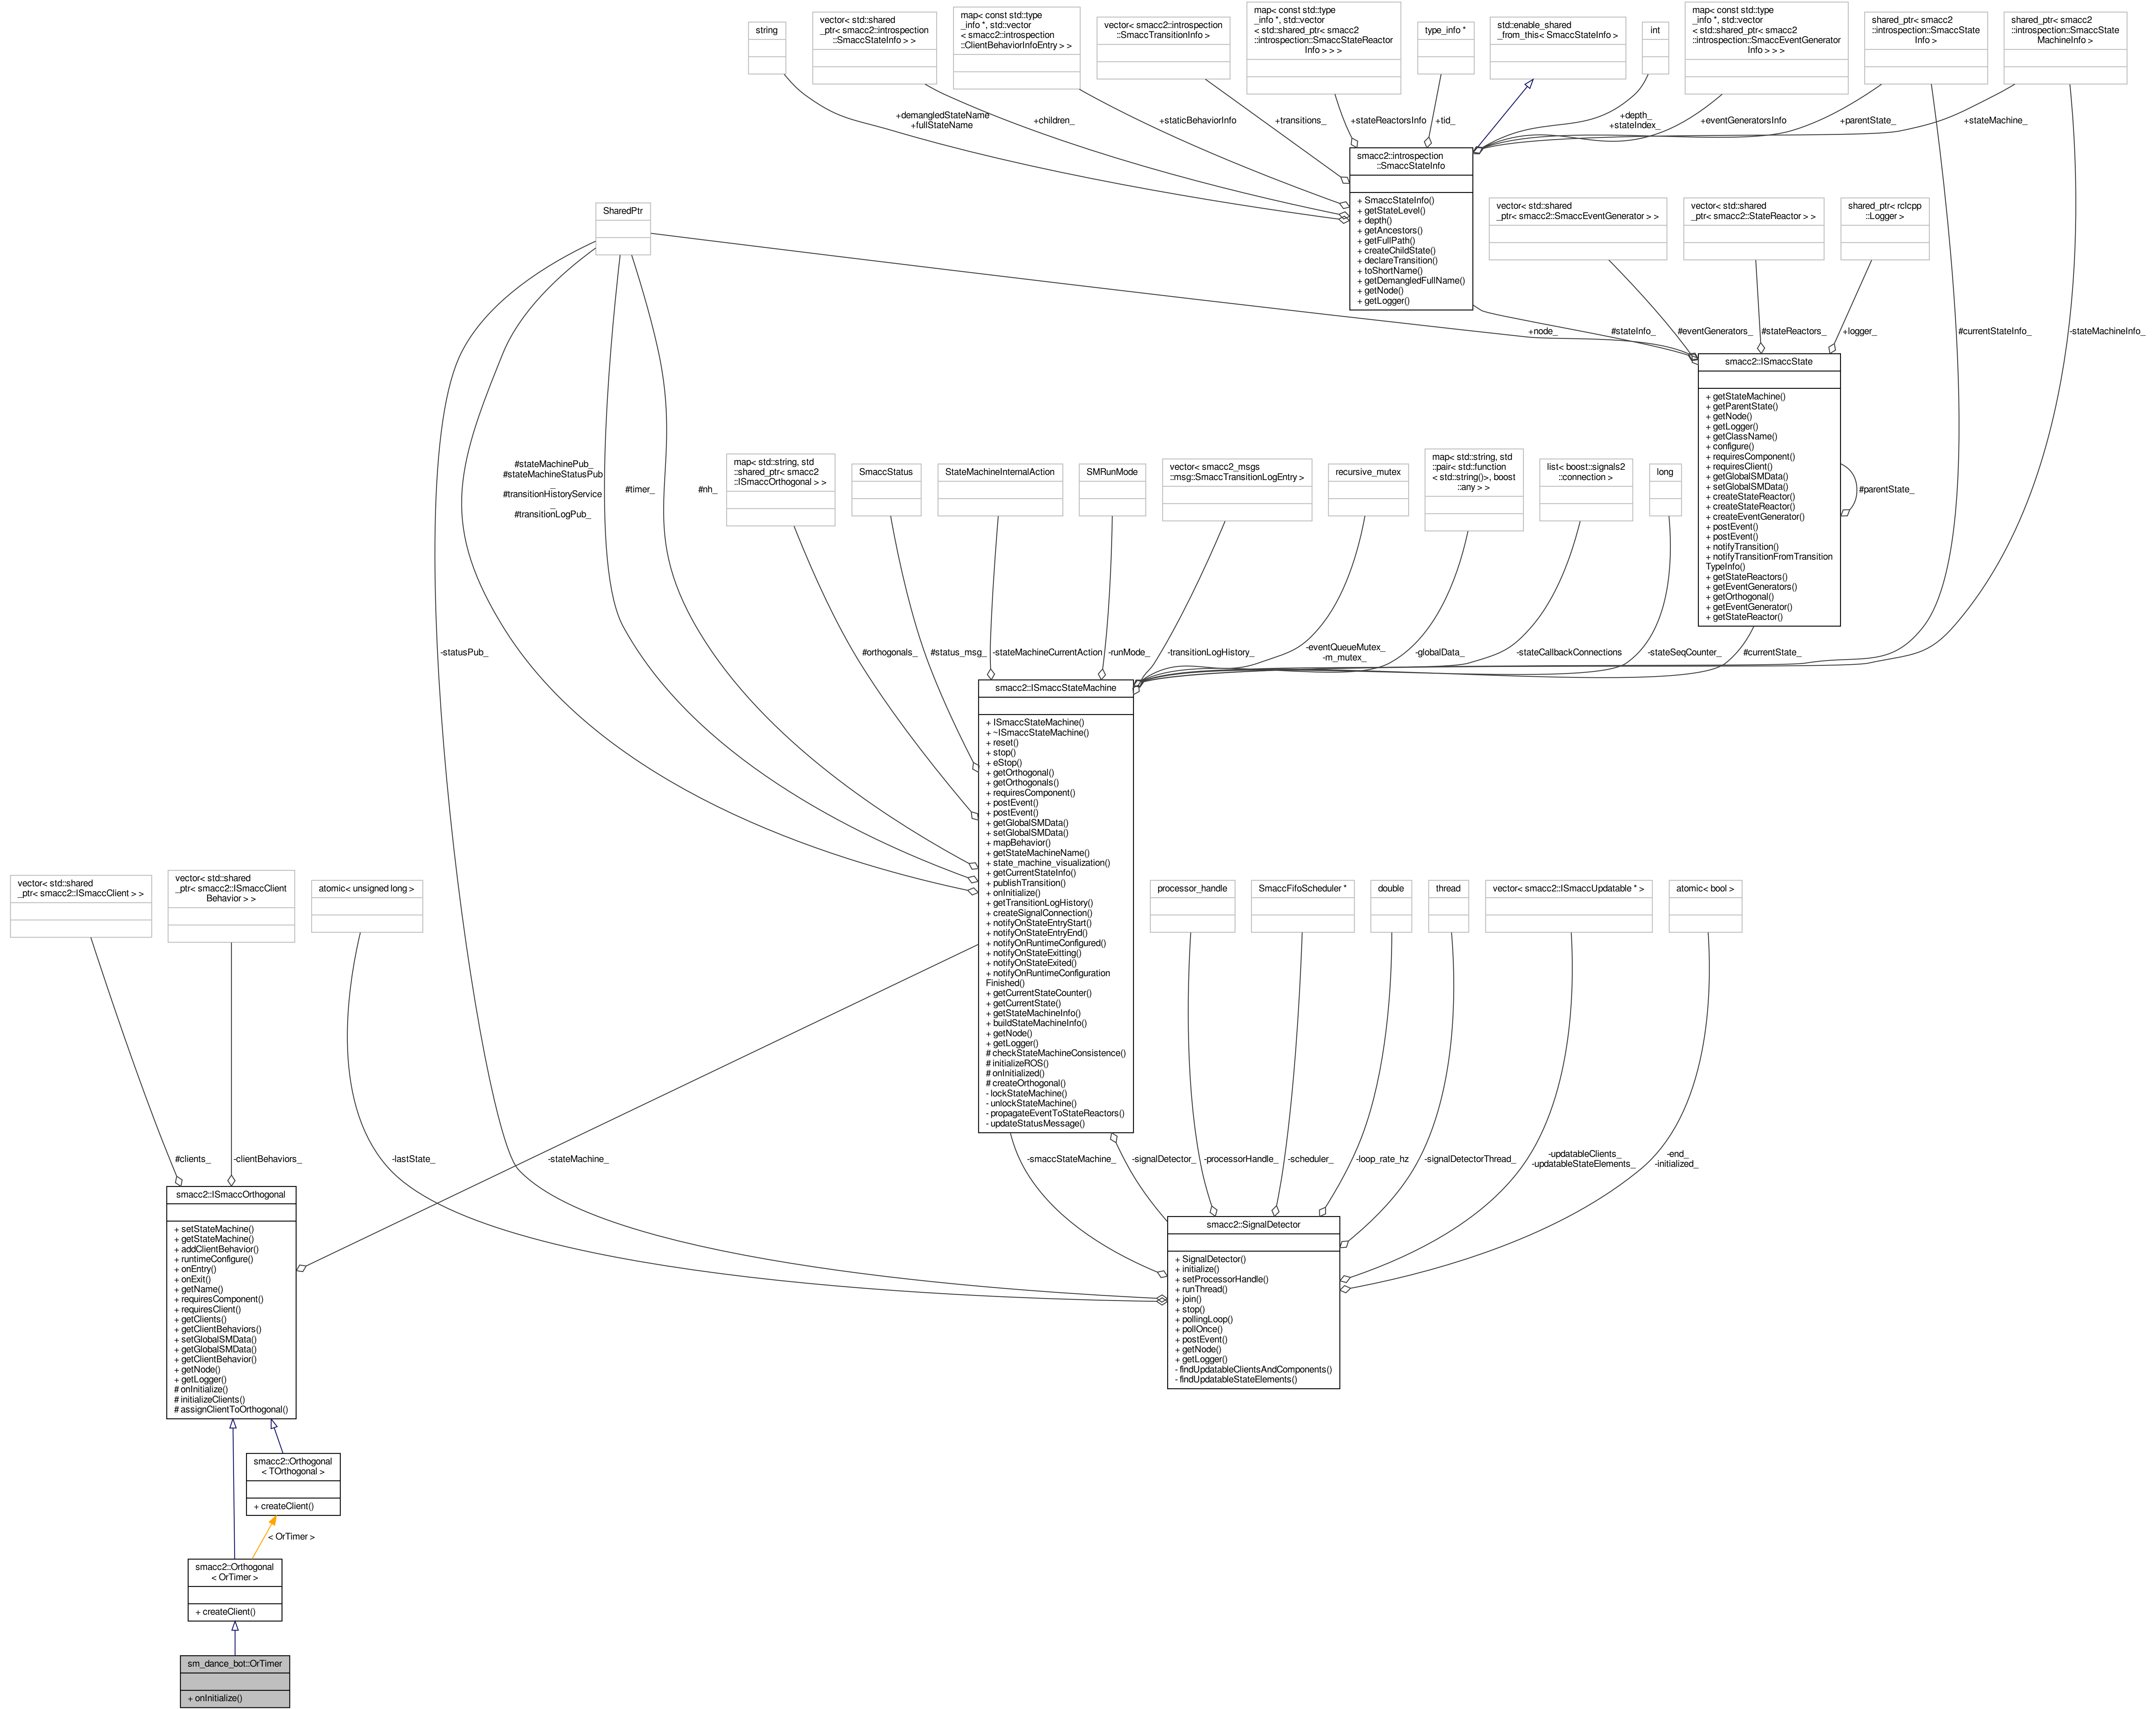 string
vector< std::shared
_ptr< smacc2::introspection
::SmaccStateInfo > >
map< const std::type
_info *, std::vector
< smacc2::introspection
::ClientBehaviorInfoEntry > >
vector< smacc2::introspection
::SmaccTransitionInfo >
map< const std::type
_info *, std::vector
< std::shared_ptr< smacc2
::introspection::SmaccStateReactor
Info > > >
type_info *
std::enable_shared
_from_this< SmaccStateInfo >
int
map< const std::type
_info *, std::vector
< std::shared_ptr< smacc2
::introspection::SmaccEventGenerator
Info > > >
shared_ptr< smacc2
::introspection::SmaccState
Info >
shared_ptr< smacc2
::introspection::SmaccState
MachineInfo >
+demangledStateName
+fullStateName
+children_
+staticBehaviorInfo
+transitions_
+stateReactorsInfo
+tid_
+depth_
+stateIndex_
+eventGeneratorsInfo
+parentState_
+stateMachine_
smacc2::introspection
::SmaccStateInfo
+ SmaccStateInfo()
+ getStateLevel()
+ depth()
+ getAncestors()
+ getFullPath()
+ createChildState()
+ declareTransition()
+ toShortName()
+ getDemangledFullName()
+ getNode()
+ getLogger()
SharedPtr
vector< std::shared
_ptr< smacc2::SmaccEventGenerator > >
vector< std::shared
_ptr< smacc2::StateReactor > >
shared_ptr< rclcpp
::Logger >
+node_
#stateInfo_
#eventGenerators_
#stateReactors_
+logger_
#currentStateInfo_
-stateMachineInfo_
smacc2::ISmaccState
+ getStateMachine()
+ getParentState()
+ getNode()
+ getLogger()
+ getClassName()
+ configure()
+ requiresComponent()
+ requiresClient()
+ getGlobalSMData()
+ setGlobalSMData()
+ createStateReactor()
+ createStateReactor()
+ createEventGenerator()
+ postEvent()
+ postEvent()
+ notifyTransition()
+ notifyTransitionFromTransition
TypeInfo()
+ getStateReactors()
+ getEventGenerators()
+ getOrthogonal()
+ getEventGenerator()
+ getStateReactor()
#parentState_
#stateMachinePub_
#stateMachineStatusPub
_
#transitionHistoryService
_
#transitionLogPub_
#timer_
#nh_
map< std::string, std
::shared_ptr< smacc2
::ISmaccOrthogonal > >
SmaccStatus
StateMachineInternalAction
SMRunMode
vector< smacc2_msgs
::msg::SmaccTransitionLogEntry >
recursive_mutex
map< std::string, std
::pair< std::function
< std::string()>, boost
::any > >
list< boost::signals2
::connection >
long
-statusPub_
#orthogonals_
#status_msg_
-stateMachineCurrentAction
-runMode_
-transitionLogHistory_
-eventQueueMutex_
-m_mutex_
-globalData_
-stateCallbackConnections
-stateSeqCounter_
#currentState_
smacc2::ISmaccStateMachine
+ ISmaccStateMachine()
+ ~ISmaccStateMachine()
+ reset()
+ stop()
+ eStop()
+ getOrthogonal()
+ getOrthogonals()
+ requiresComponent()
+ postEvent()
+ postEvent()
+ getGlobalSMData()
+ setGlobalSMData()
+ mapBehavior()
+ getStateMachineName()
+ state_machine_visualization()
+ getCurrentStateInfo()
+ publishTransition()
+ onInitialize()
+ getTransitionLogHistory()
+ createSignalConnection()
+ notifyOnStateEntryStart()
+ notifyOnStateEntryEnd()
+ notifyOnRuntimeConfigured()
+ notifyOnStateExitting()
+ notifyOnStateExited()
+ notifyOnRuntimeConfiguration
Finished()
+ getCurrentStateCounter()
+ getCurrentState()
+ getStateMachineInfo()
+ buildStateMachineInfo()
+ getNode()
+ getLogger()
# checkStateMachineConsistence()
# initializeROS()
# onInitialized()
# createOrthogonal()
- lockStateMachine()
- unlockStateMachine()
- propagateEventToStateReactors()
- updateStatusMessage()
vector< std::shared
_ptr< smacc2::ISmaccClient > >
vector< std::shared
_ptr< smacc2::ISmaccClient
Behavior > >
atomic< unsigned long >
processor_handle
SmaccFifoScheduler *
double
thread
vector< smacc2::ISmaccUpdatable * >
atomic< bool >
#clients_
-clientBehaviors_
-lastState_
-stateMachine_
-smaccStateMachine_
-signalDetector_
-processorHandle_
-scheduler_
-loop_rate_hz
-signalDetectorThread_
-updatableClients_
-updatableStateElements_
-end_
-initialized_
smacc2::ISmaccOrthogonal
+ setStateMachine()
+ getStateMachine()
+ addClientBehavior()
+ runtimeConfigure()
+ onEntry()
+ onExit()
+ getName()
+ requiresComponent()
+ requiresClient()
+ getClients()
+ getClientBehaviors()
+ setGlobalSMData()
+ getGlobalSMData()
+ getClientBehavior()
+ getNode()
+ getLogger()
# onInitialize()
# initializeClients()
# assignClientToOrthogonal()
smacc2::SignalDetector
+ SignalDetector()
+ initialize()
+ setProcessorHandle()
+ runThread()
+ join()
+ stop()
+ pollingLoop()
+ pollOnce()
+ postEvent()
+ getNode()
+ getLogger()
- findUpdatableClientsAndComponents()
- findUpdatableStateElements()
smacc2::Orthogonal
< TOrthogonal >
+ createClient()
< OrTimer >
smacc2::Orthogonal
< OrTimer >
+ createClient()
sm_dance_bot::OrTimer
+ onInitialize()